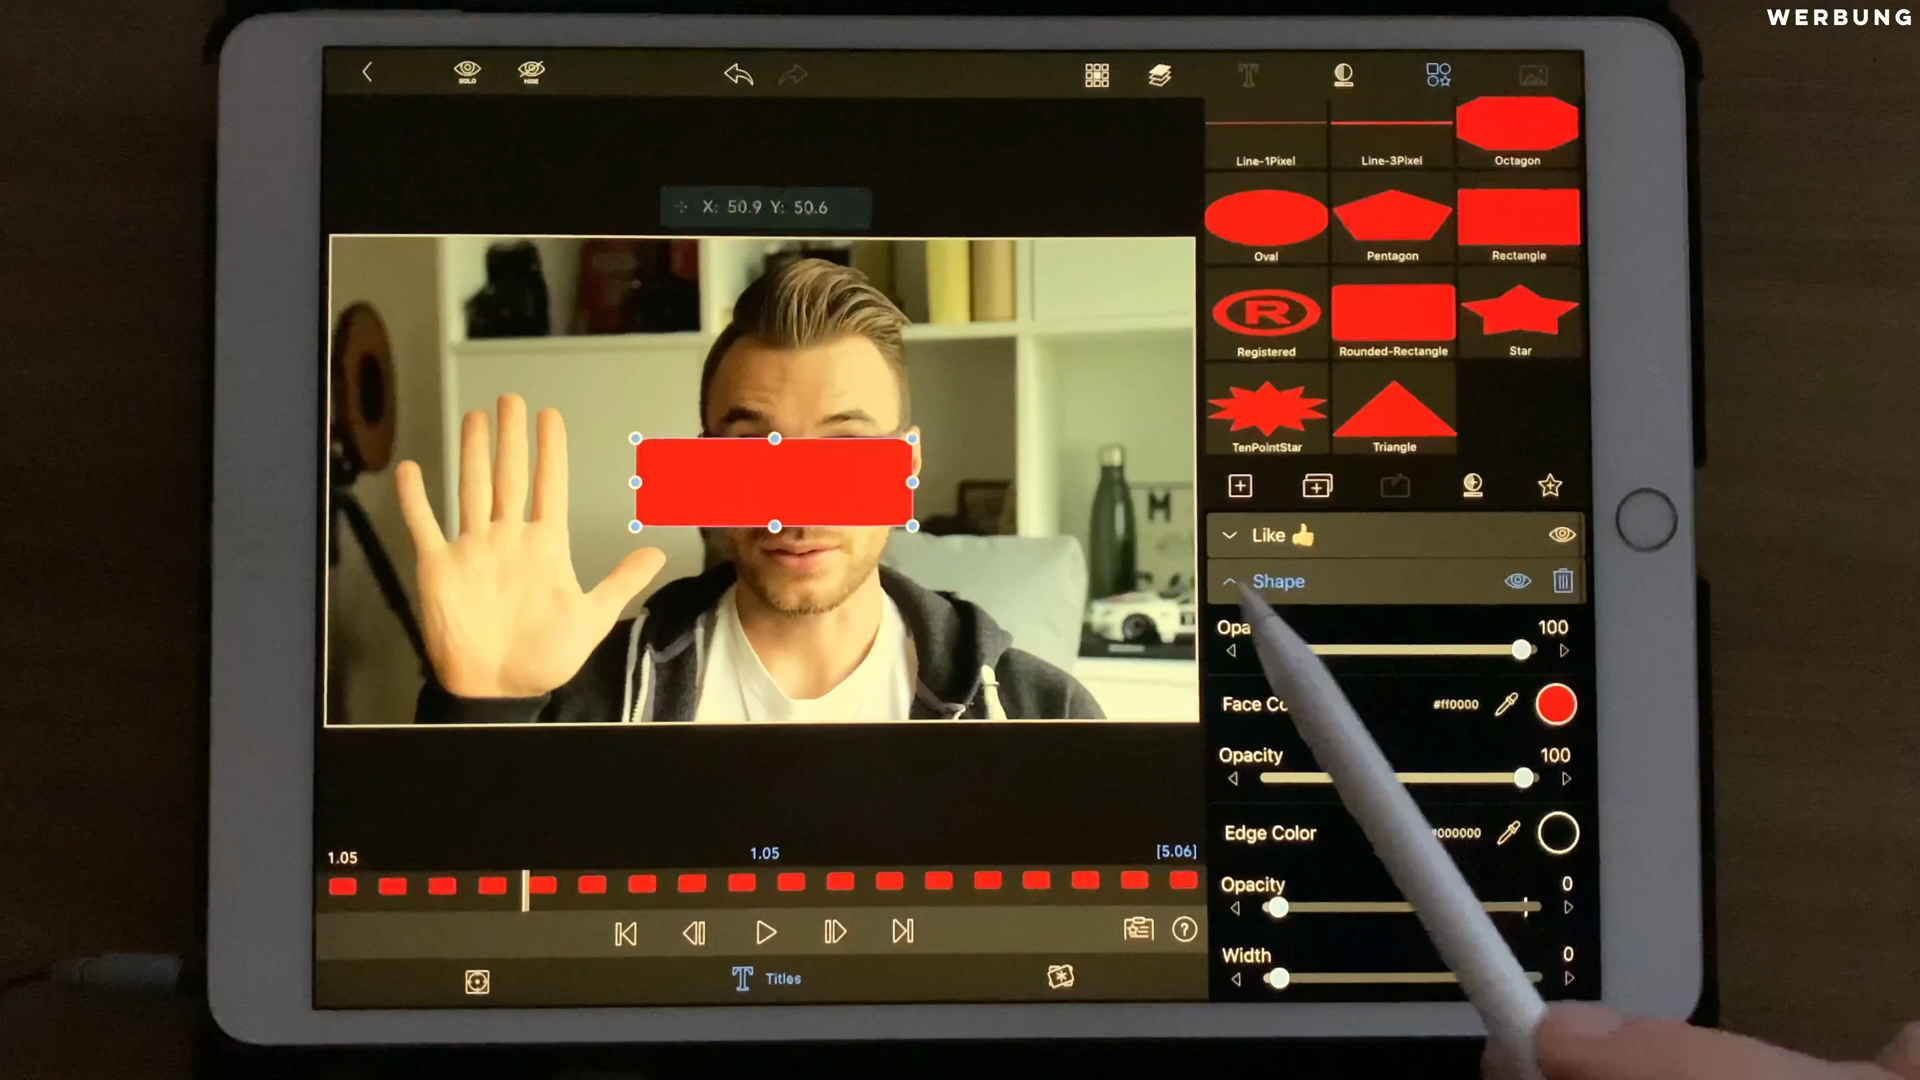 WERBUNG
SOLO
HIDE
X: 50.9 Y: 50.6
Line-1Pixel
Line-3Pixel
Octagon
Oval
Pentagon
Rectangle
R
Registered
Rounded-Rectangle
Star
TenPointStar
Triangle
Like 👍
Shape
Opa
100
Face Co
#ff0000
Opacity
100
Edge Color
#000000
Opacity
0
Width
0
M
1.05
1.05
[5.06]
?
T Titles